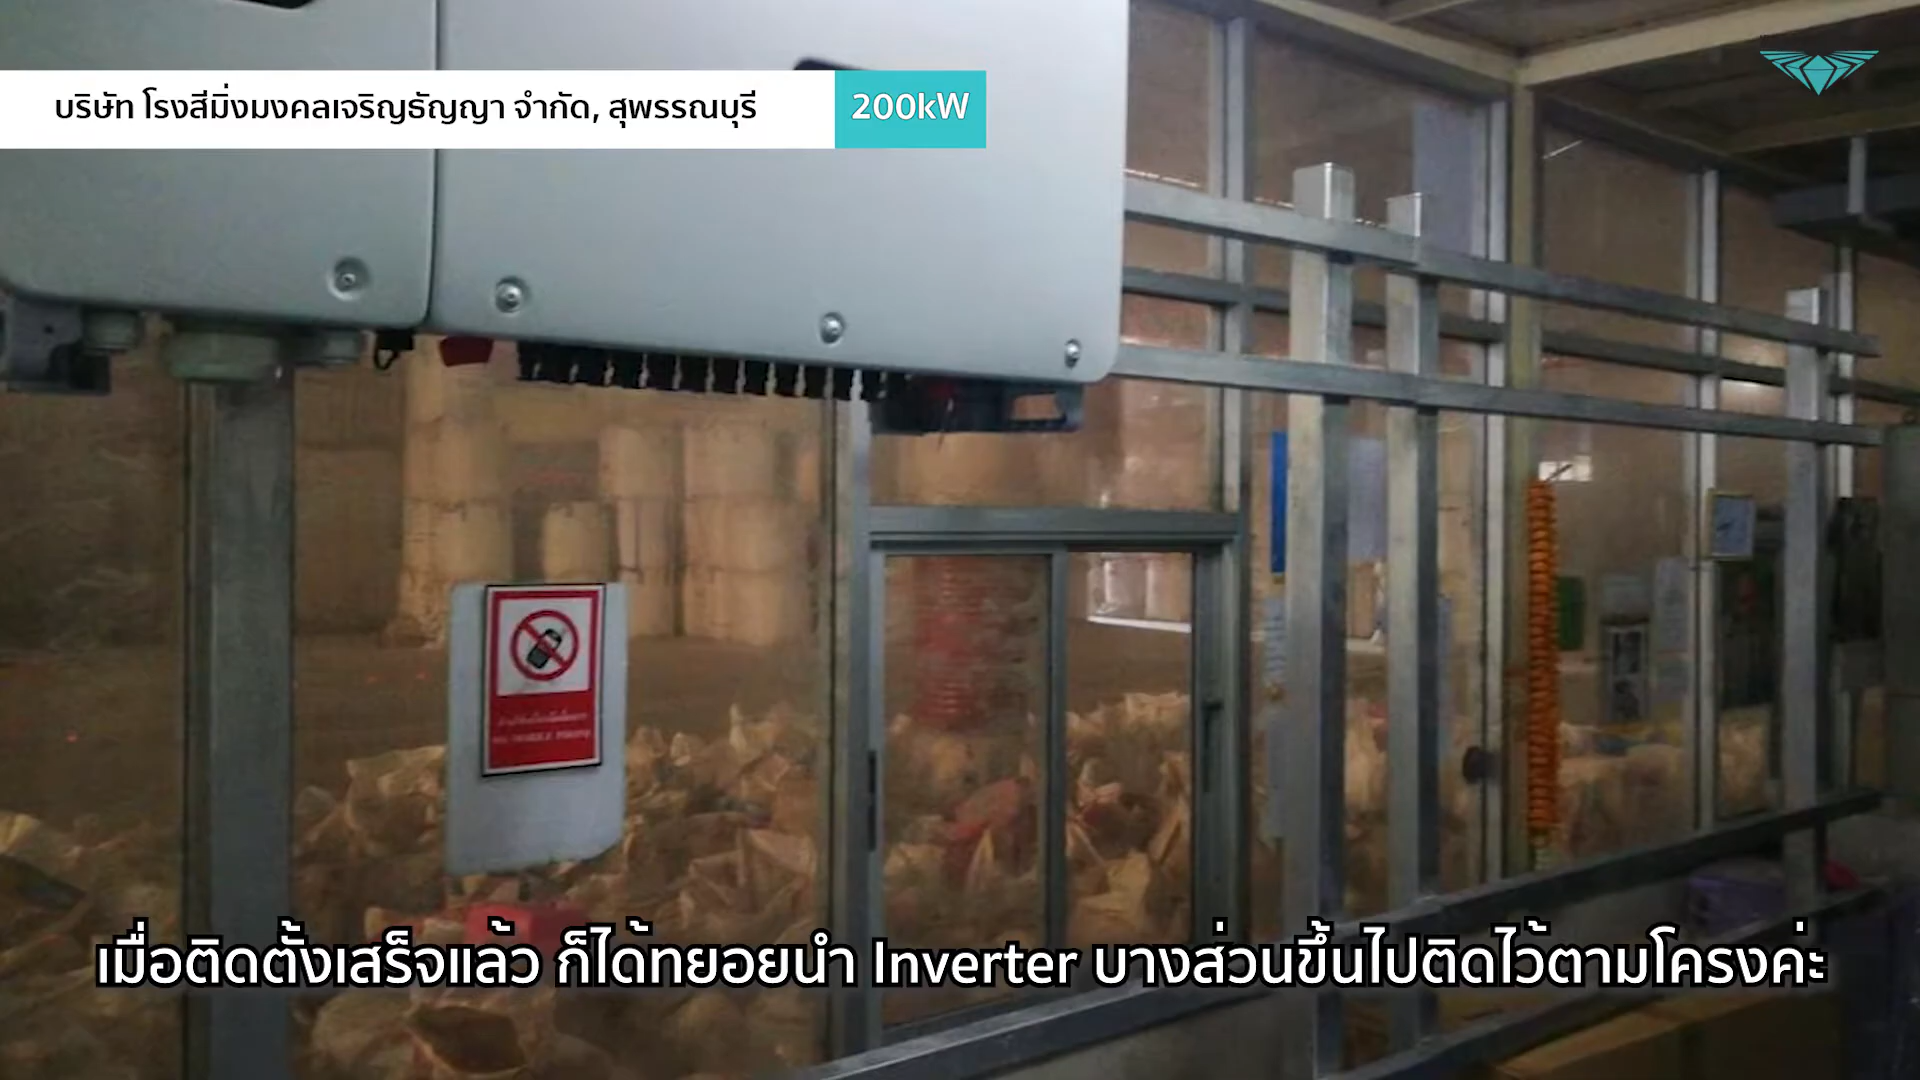 บริษัท โรงสีมิ่งมงคลเจริญธัญญา จำกัด, สุพรรณบุรี
200kW
เมื่อติดตั้งเสร็จแล้ว ก็ได้ทยอยนำ Inverter บางส่วนขึ้นไปติดไว้ตามโครงค่ะ